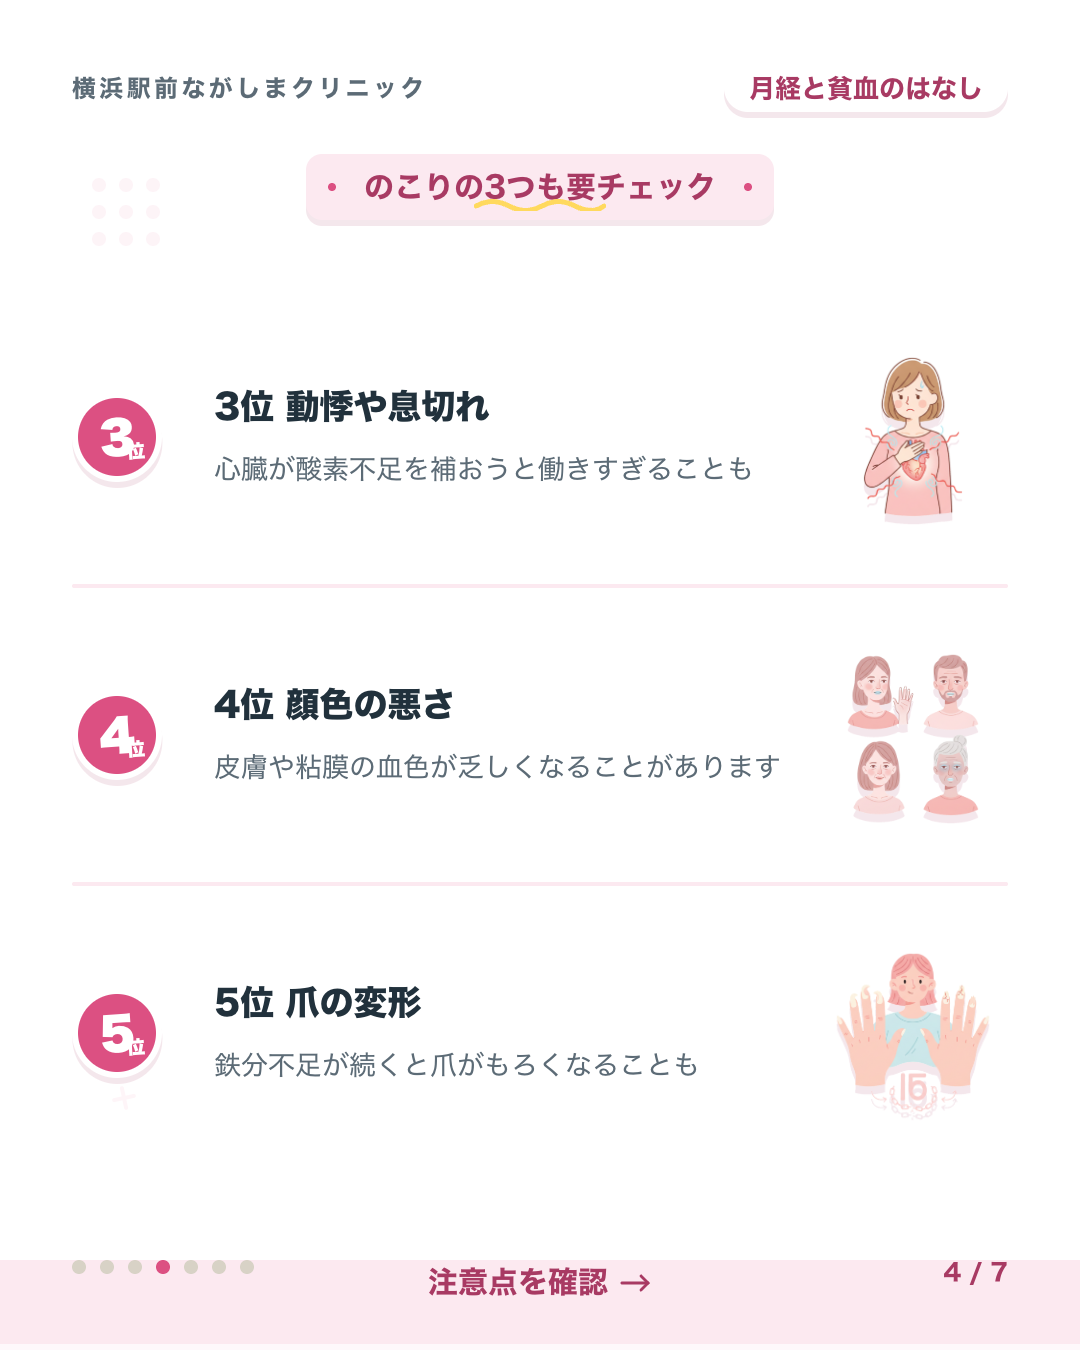 横浜駅前ながしまクリニック
月経と貧血のはなし
・ のこりの3つも要チェック ・
3位
3位 動悸や息切れ
心臓が酸素不足を補おうと働きすぎることも
4位
4位 顔色の悪さ
皮膚や粘膜の血色が乏しくなることがあります
5位
5位 爪の変形
鉄分不足が続くと爪がもろくなることも
注意点を確認 →
4 / 7